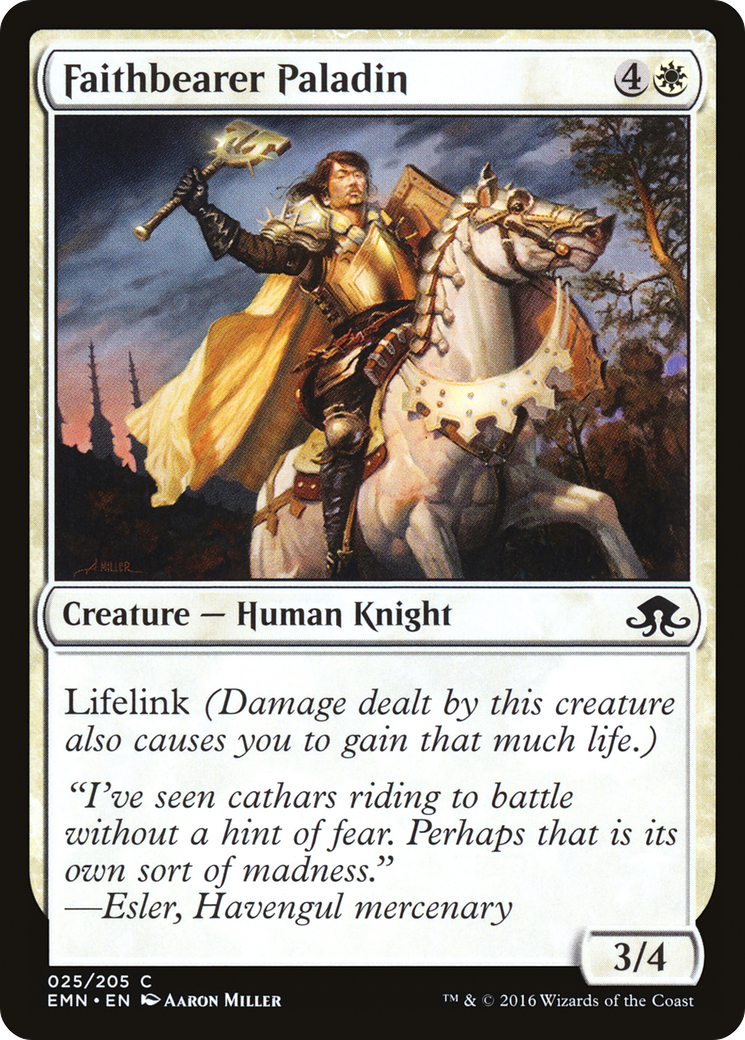 Faithbearer Paladin
4
A MILLER
Creature — Human Knight
Lifelink (Damage dealt by this creature
also causes you to gain that much life.)
“I’ve seen cathars riding to battle
without a hint of fear. Perhaps that is its
own sort of madness.”
—Esler, Havengul mercenary
3/4
025/205 C
EMN • EN Aaron Miller
™ & © 2016 Wizards of the Coast